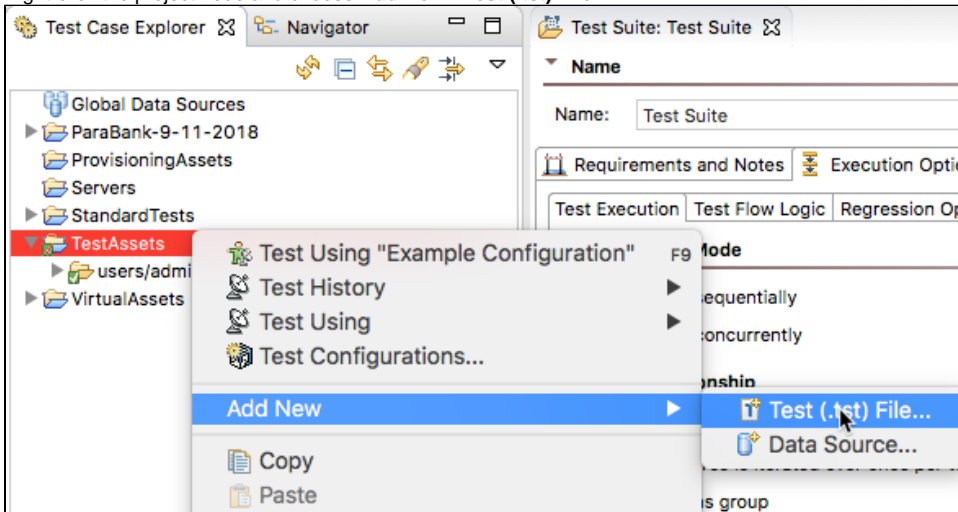 Test Case Explorer
Navigator
Test Suite: Test Suite
Name
Name: Test Suite
Global Data Sources
ParaBank-9-11-2018
ProvisioningAssets
Servers
StandardTests
TestAssets
users/admi
VirtualAssets
Requirements and Notes
Execution Optio
Test Execution
Test Flow Logic
Regression Op
Mode
sequentially
concurrently
onship
Test Using "Example Configuration" F9
Test History
Test Using
Test Configurations...
Add New
Copy
Paste
Test (.tst) File...
Data Source...
s group